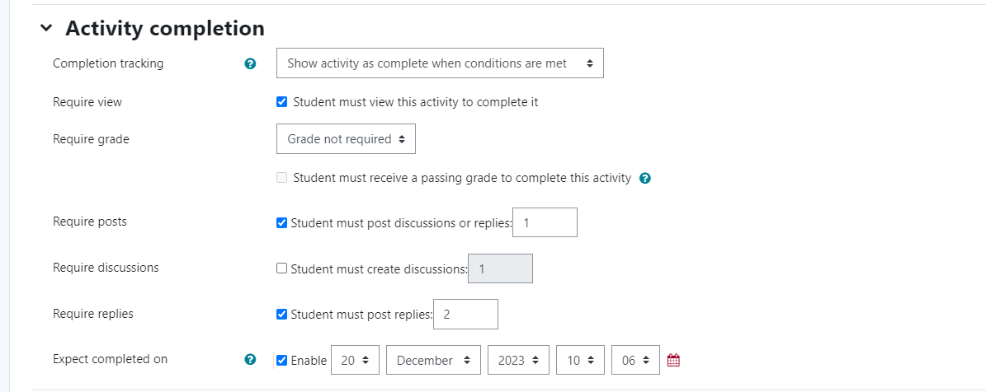 Activity completion
Completion tracking ? Show activity as complete when conditions are met
Require view Student must view this activity to complete it
Require grade Grade not required
Student must receive a passing grade to complete this activity ?
Require posts Student must post discussions or replies: 1
Require discussions Student must create discussions: 1
Require replies Student must post replies: 2
Expect completed on ? Enable 20 December 2023 10 06